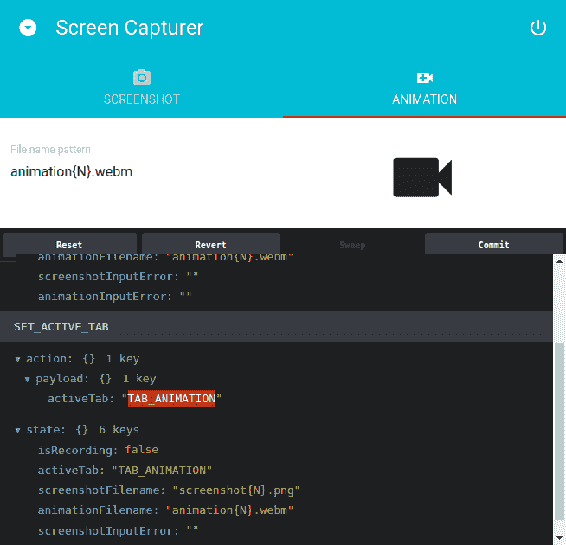 Screen Capturer
SCREENSHOT
ANIMATION
File name pattern
animation{N}.webm
Reset Revert Sweep Commit
animationFilename: "animation{N}.webm"
screenshotInputError: ""
animationInputError: ""
SET_ACTIVE_TAB
▼ action: {} 1 key
▼ payload: {} 1 key
activeTab: "TAB_ANIMATION"
▼ state: {} 6 keys
isRecording: false
activeTab: "TAB_ANIMATION"
screenshotFilename: "screenshot{N}.png"
animationFilename: "animation{N}.webm"
screenshotInputError: ""